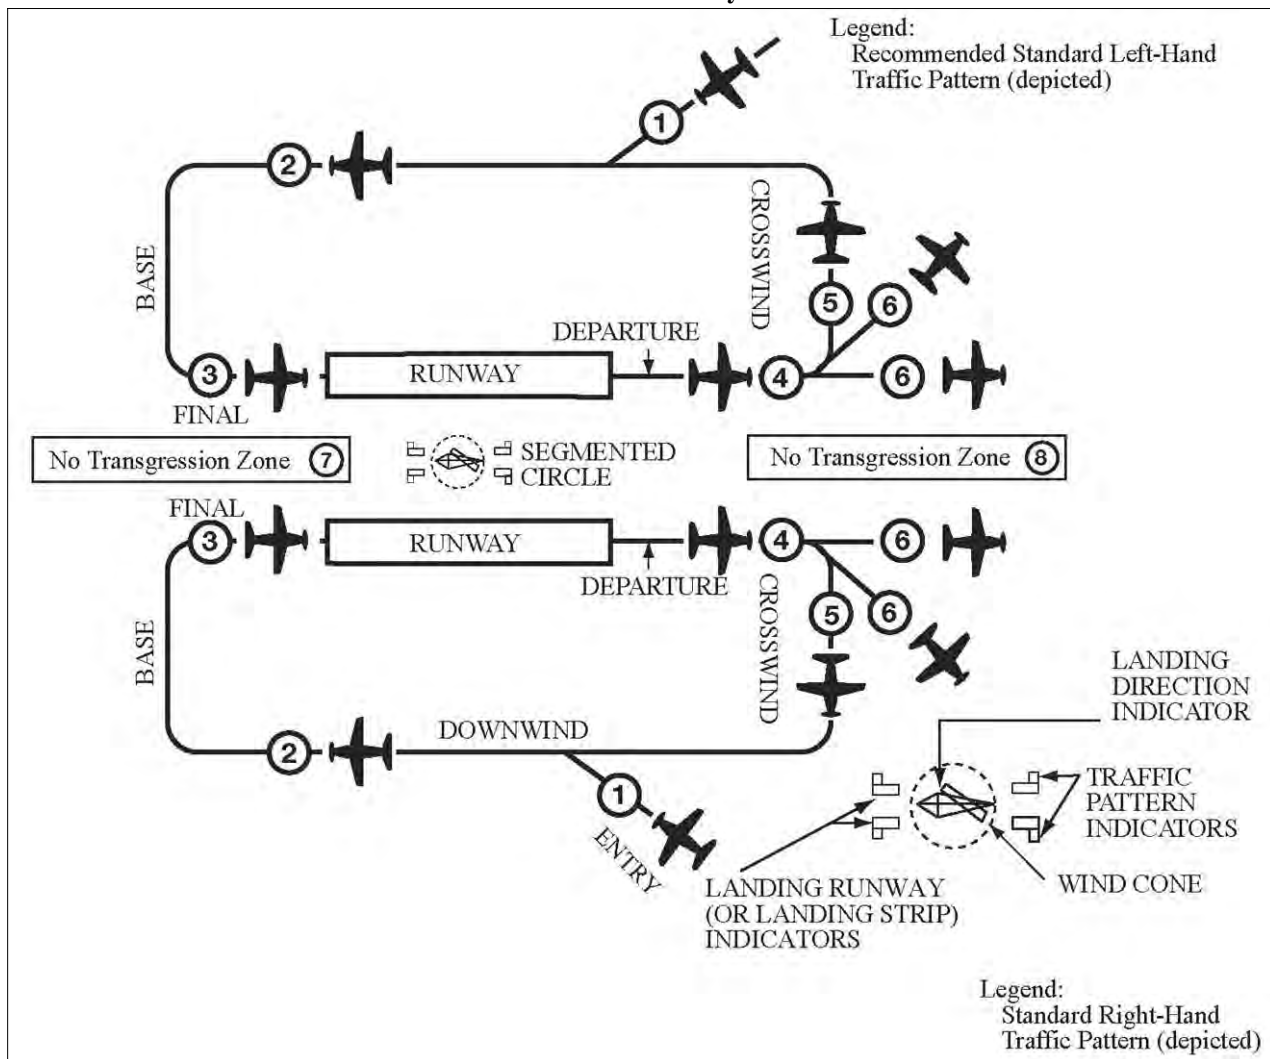 Legend:
Recommended Standard Left-Hand
Traffic Pattern (depicted)
1
2
CROSSWIND
BASE
5
6
DEPARTURE
3
RUNWAY
4
6
FINAL
No Transgression Zone 7
SEGMENTED
CIRCLE
No Transgression Zone 8
FINAL
3
RUNWAY
4
6
DEPARTURE
CROSSWIND
5
6
BASE
LANDING
DIRECTION
INDICATOR
DOWNWIND
2
1
ENTRY
TRAFFIC
PATTERN
INDICATORS
LANDING RUNWAY
(OR LANDING STRIP)
INDICATORS
WIND CONE
Legend:
Standard Right-Hand
Traffic Pattern (depicted)